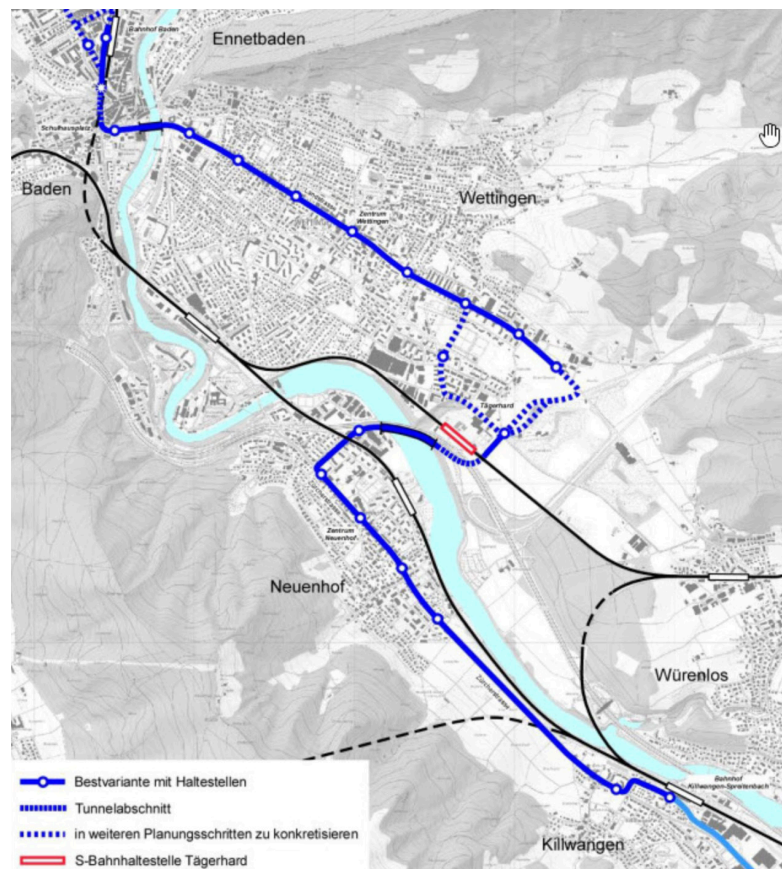 Ennetbaden
Bahnhof Baden
Schulhausplatz
Baden
Wettingen
Zentrum
Wettingen
Tägerhard
Zentrum
Neuenhof
Neuenhof
Zürcherstrasse
Würenlos
Bahnhof
Killwangen-Spreitenbach
Killwangen
Bestvariante mit Haltestellen
Tunnelabschnitt
in weiteren Planungsschritten zu konkretisieren
S-Bahnhaltestelle Tägerhard